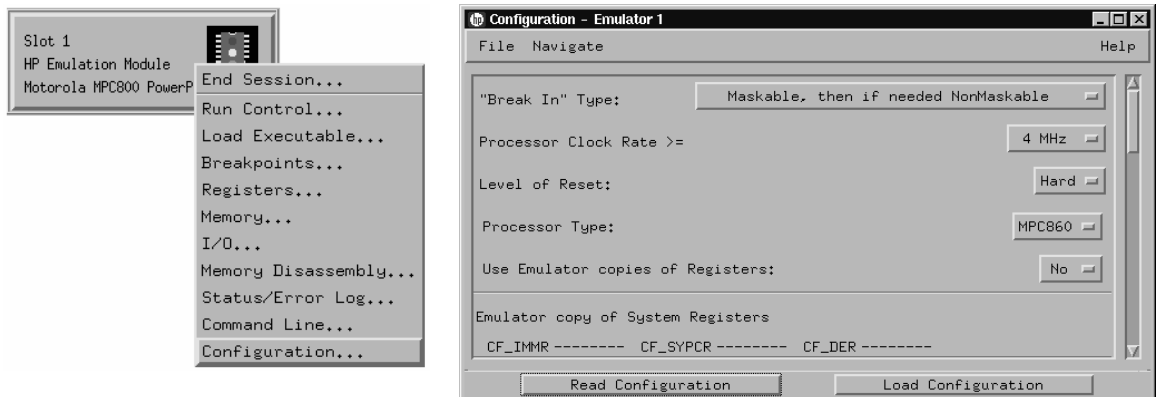 Slot 1
HP Emulation Module
Motorola MPC800 PowerP
End Session...
Run Control...
Load Executable...
Breakpoints...
Registers...
Memory...
I/O...
Memory Disassembly...
Status/Error Log...
Command Line...
Configuration...
hp Configuration - Emulator 1
File Navigate Help
"Break In" Type: Maskable, then if needed NonMaskable
Processor Clock Rate >= 4 MHz
Level of Reset: Hard
Processor Type: MPC860
Use Emulator copies of Registers: No
Emulator copy of System Registers
CF_IMMR -------- CF_SYPCR -------- CF_DER --------
Read Configuration Load Configuration